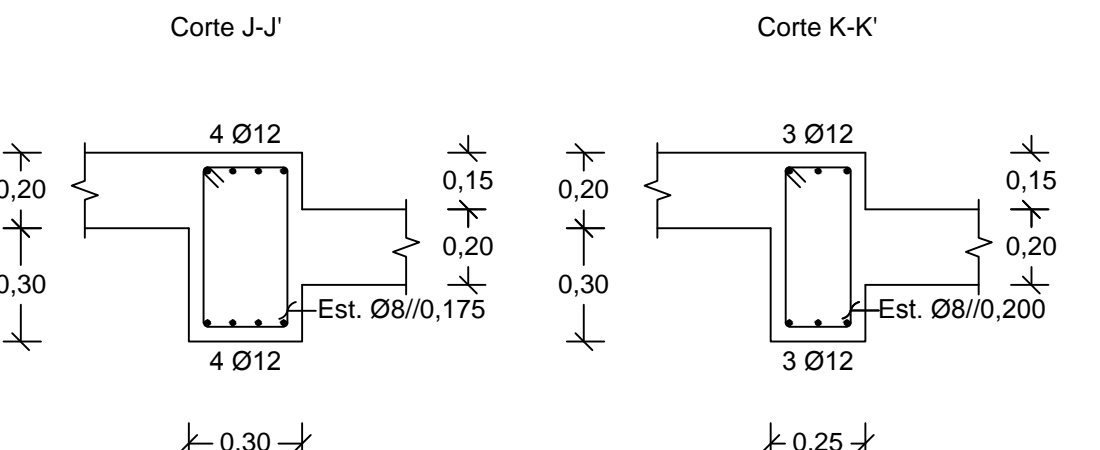 Corte J-J'
Corte K-K'
4 Ø12
3 Ø12
0,20
0,15
0,20
0,15
0,20
0,20
0,30
0,30
Est. Ø8//0,175
Est. Ø8//0,200
4 Ø12
3 Ø12
0,30
0,25